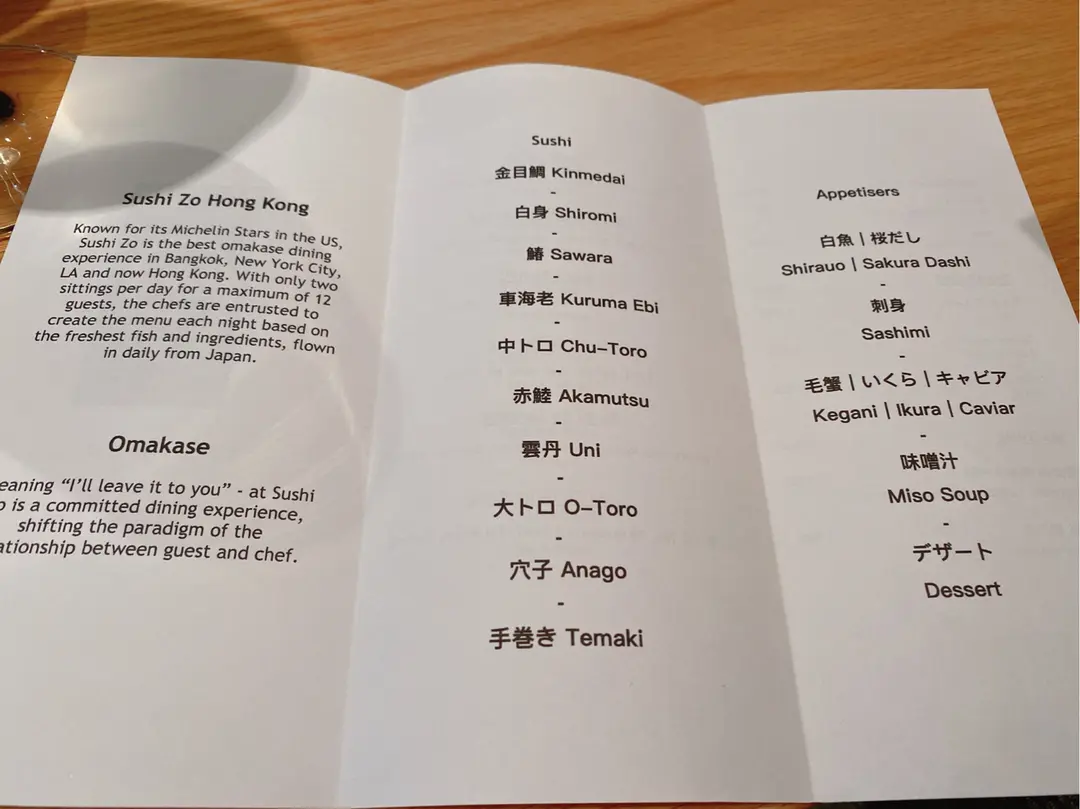 Sushi Zo Hong Kong
Known for its Michelin Stars in the US,
Sushi Zo is the best omakase dining
experience in Bangkok, New York City,
LA and now Hong Kong. With only two
sittings per day for a maximum of 12
guests, the chefs are entrusted to
create the menu each night based on
the freshest fish and ingredients, flown
in daily from Japan.
Omakase
eaning “I’ll leave it to you” - at Sushi
o is a committed dining experience,
shifting the paradigm of the
ationship between guest and chef.
Sushi
金目鯛 Kinmedai
-
白身 Shiromi
-
鰆 Sawara
-
車海老 Kuruma Ebi
-
中トロ Chu-Toro
-
赤鯥 Akamutsu
-
雲丹 Uni
-
大トロ O-Toro
-
穴子 Anago
-
手巻き Temaki
Appetisers
白魚 | 桜だし
Shirauo | Sakura Dashi
-
刺身
Sashimi
-
毛蟹 | いくら | キャビア
Kegani | Ikura | Caviar
-
味噌汁
Miso Soup
-
デザート
Dessert